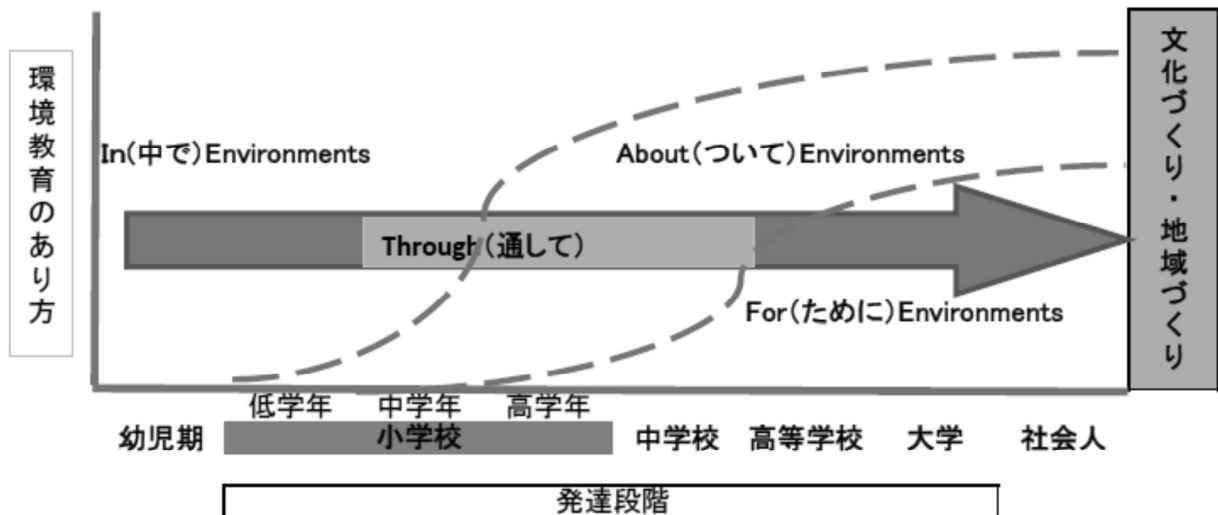 環境教育のあり方
In(中で)Environments
About(ついて)Environments
Through(通して)
For(ために)Environments
文化づくり・地域づくり
低学年 中学年 高学年
幼児期 小学校 中学校 高等学校 大学 社会人
発達段階